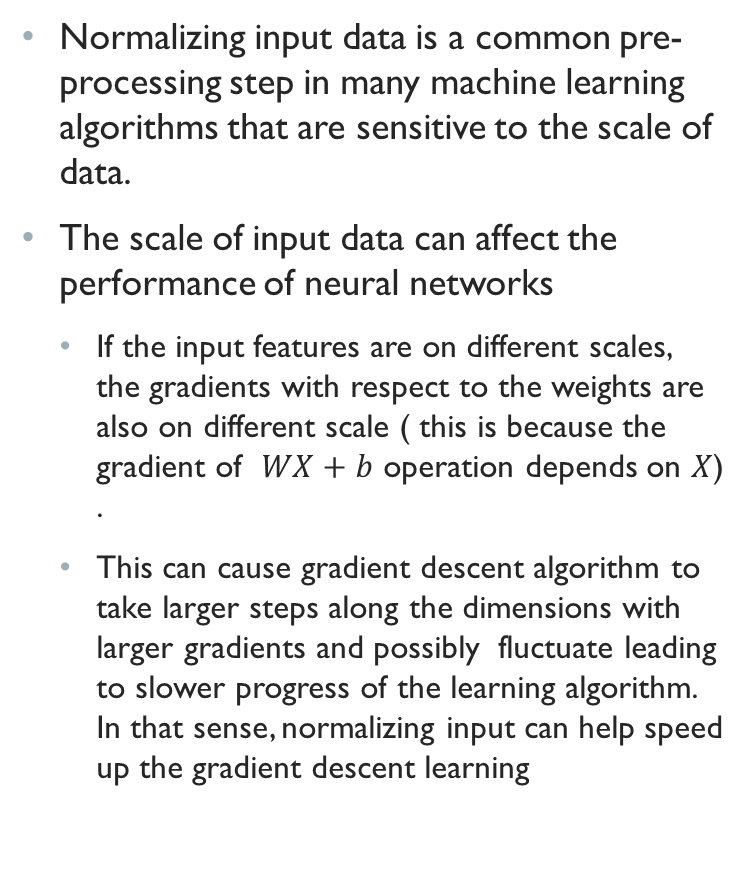 • Normalizing input data is a common pre-
processing step in many machine learning
algorithms that are sensitive to the scale of
data.
• The scale of input data can affect the
performance of neural networks
• If the input features are on different scales,
the gradients with respect to the weights are
also on different scale ( this is because the
gradient of WX + b operation depends on X)
.
• This can cause gradient descent algorithm to
take larger steps along the dimensions with
larger gradients and possibly fluctuate leading
to slower progress of the learning algorithm.
In that sense, normalizing input can help speed
up the gradient descent learning